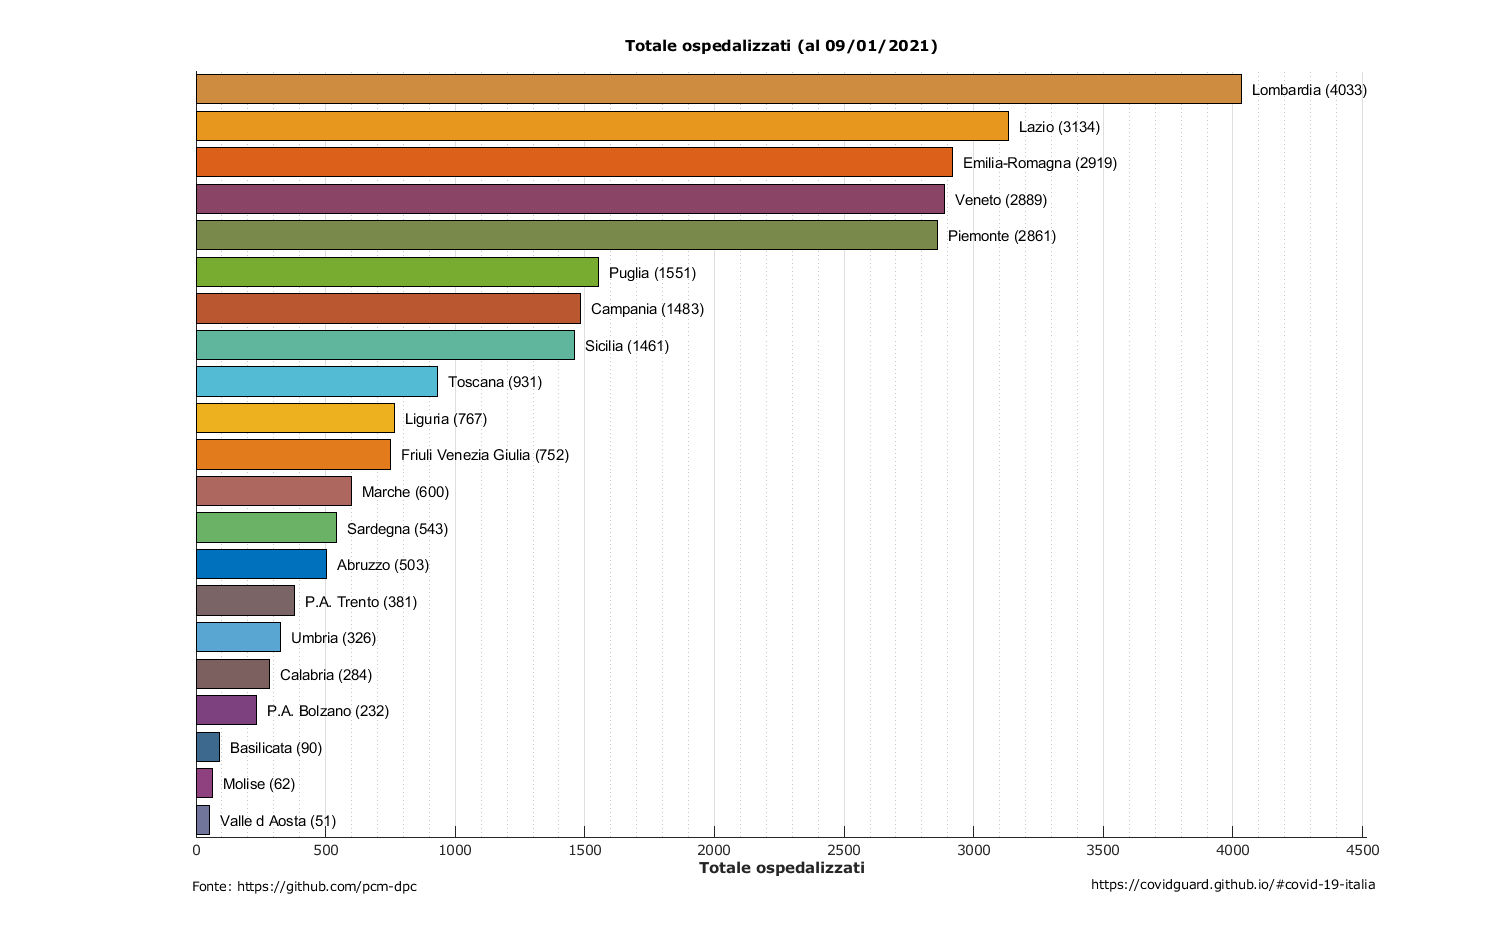 Totale ospedalizzati (al 09/01/2021)
Lombardia (4033)
Lazio (3134)
Emilia-Romagna (2919)
Veneto (2889)
Piemonte (2861)
Puglia (1551)
Campania (1483)
Sicilia (1461)
Toscana (931)
Liguria (767)
Friuli Venezia Giulia (752)
Marche (600)
Sardegna (543)
Abruzzo (503)
P.A. Trento (381)
Umbria (326)
Calabria (284)
P.A. Bolzano (232)
Basilicata (90)
Molise (62)
Valle d Aosta (51)
0 500 1000 1500 2000 2500 3000 3500 4000 4500
Totale ospedalizzati
Fonte: https://github.com/pcm-dpc
https://covidguard.github.io/#covid-19-italia